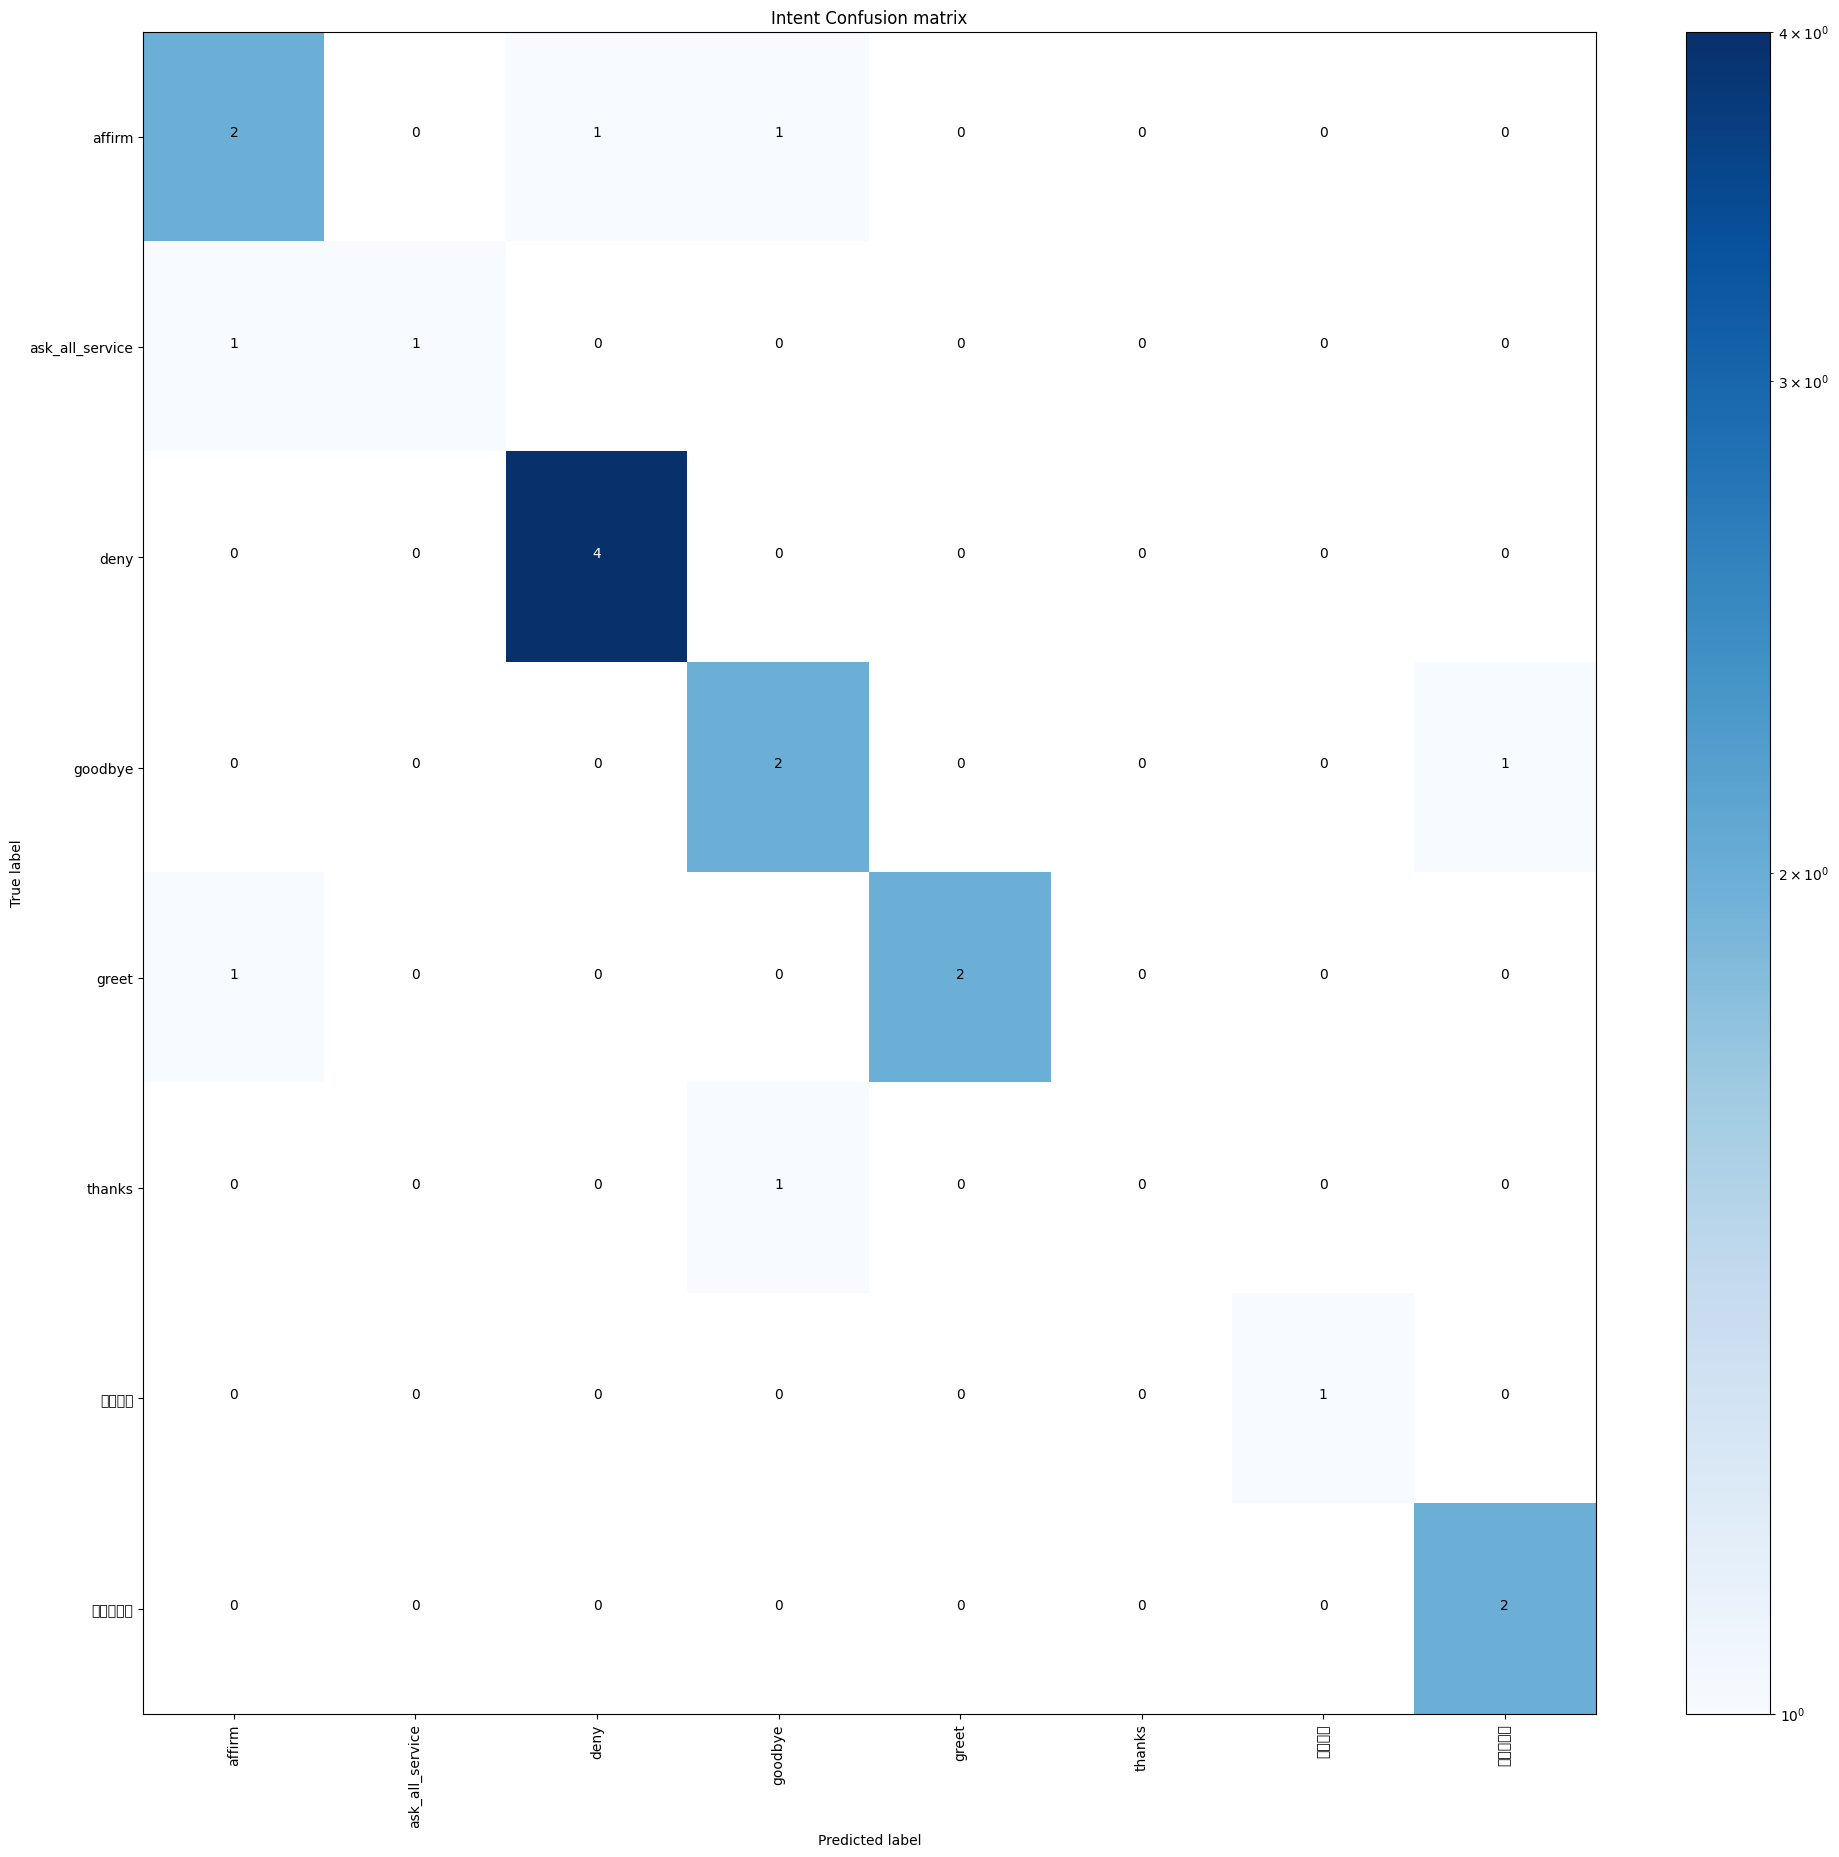 Intent Confusion matrix
affirm 2 0 1 1 0 0 0 0
ask_all_service 1 1 0 0 0 0 0 0
deny 0 0 4 0 0 0 0 0
goodbye 0 0 0 2 0 0 0 1
greet 1 0 0 0 2 0 0 0
thanks 0 0 0 1 0 0 0 0
0 0 0 0 0 0 1 0
0 0 0 0 0 0 0 2
True label
affirm
ask_all_service
deny
goodbye
greet
thanks
Predicted label
4 × 10⁰
3 × 10⁰
2 × 10⁰
10⁰